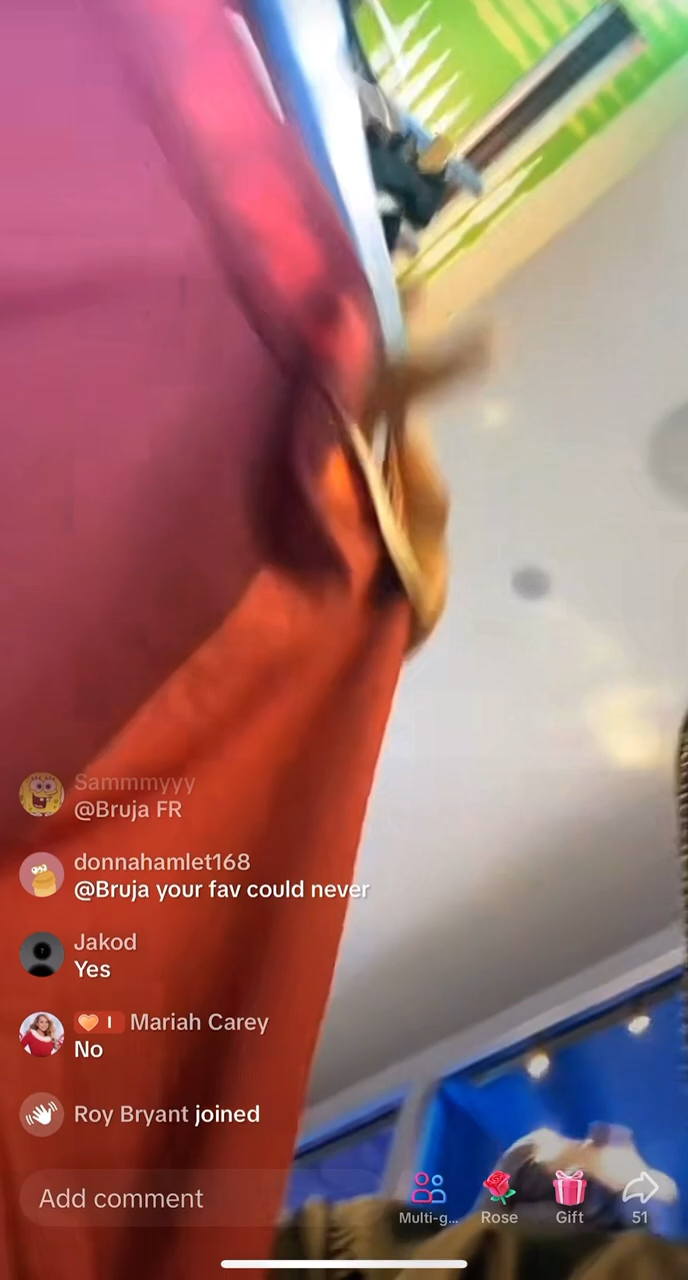 Sammmyyy
@Bruja FR
donnahamlet168
@Bruja your fav could never
Jakod
Yes
I Mariah Carey
No
Roy Bryant joined
Add comment
Multi-g...
Rose
Gift
51